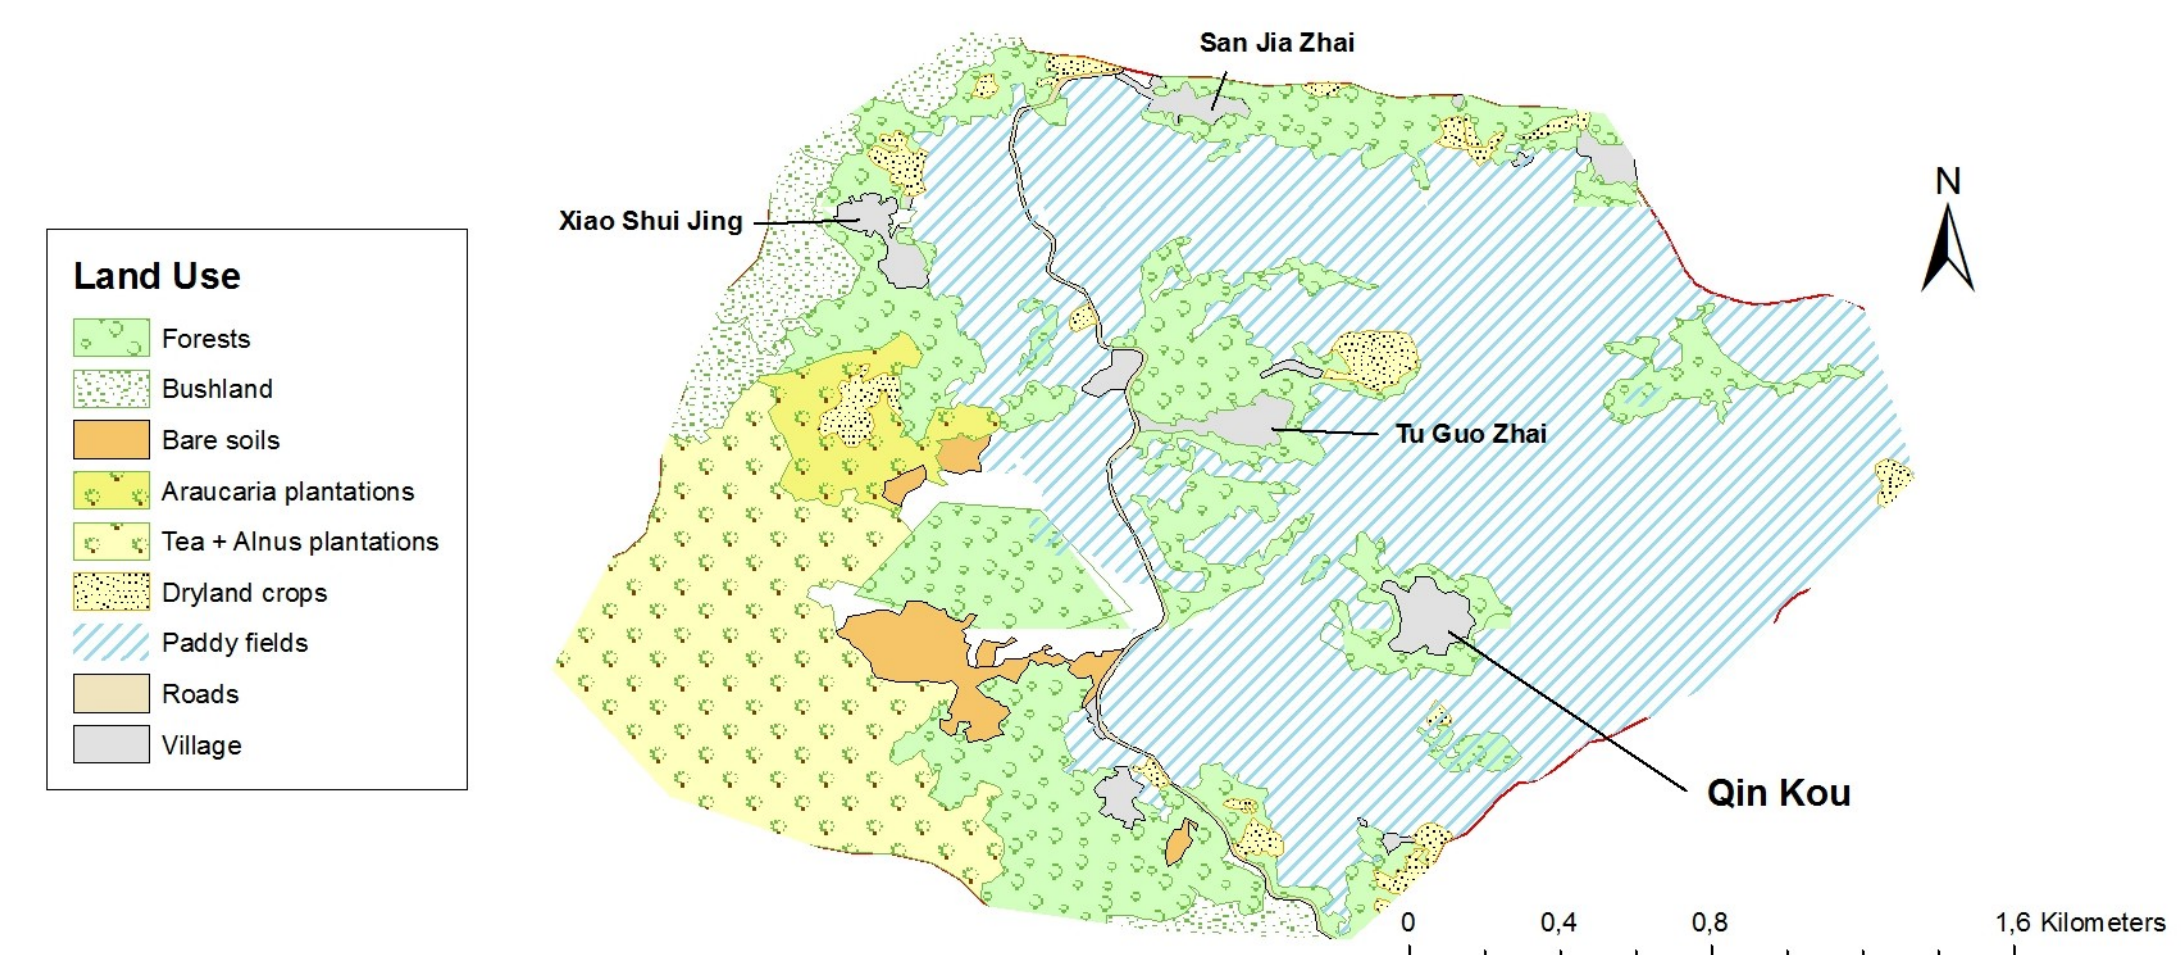 San Jia Zhai
N
Xiao Shui Jing
Land Use
Forests
Bushland
Bare soils
Araucaria plantations
Tea + Alnus plantations
Dryland crops
Paddy fields
Roads
Village
Tu Guo Zhai
Qin Kou
0 0,4 0,8 1,6 Kilometers